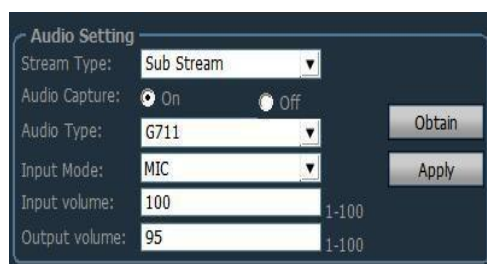 Audio Setting
Stream Type: Sub Stream
Audio Capture: On Off
Audio Type: G711 Obtain
Input Mode: MIC Apply
Input volume: 100 1-100
Output volume: 95 1-100